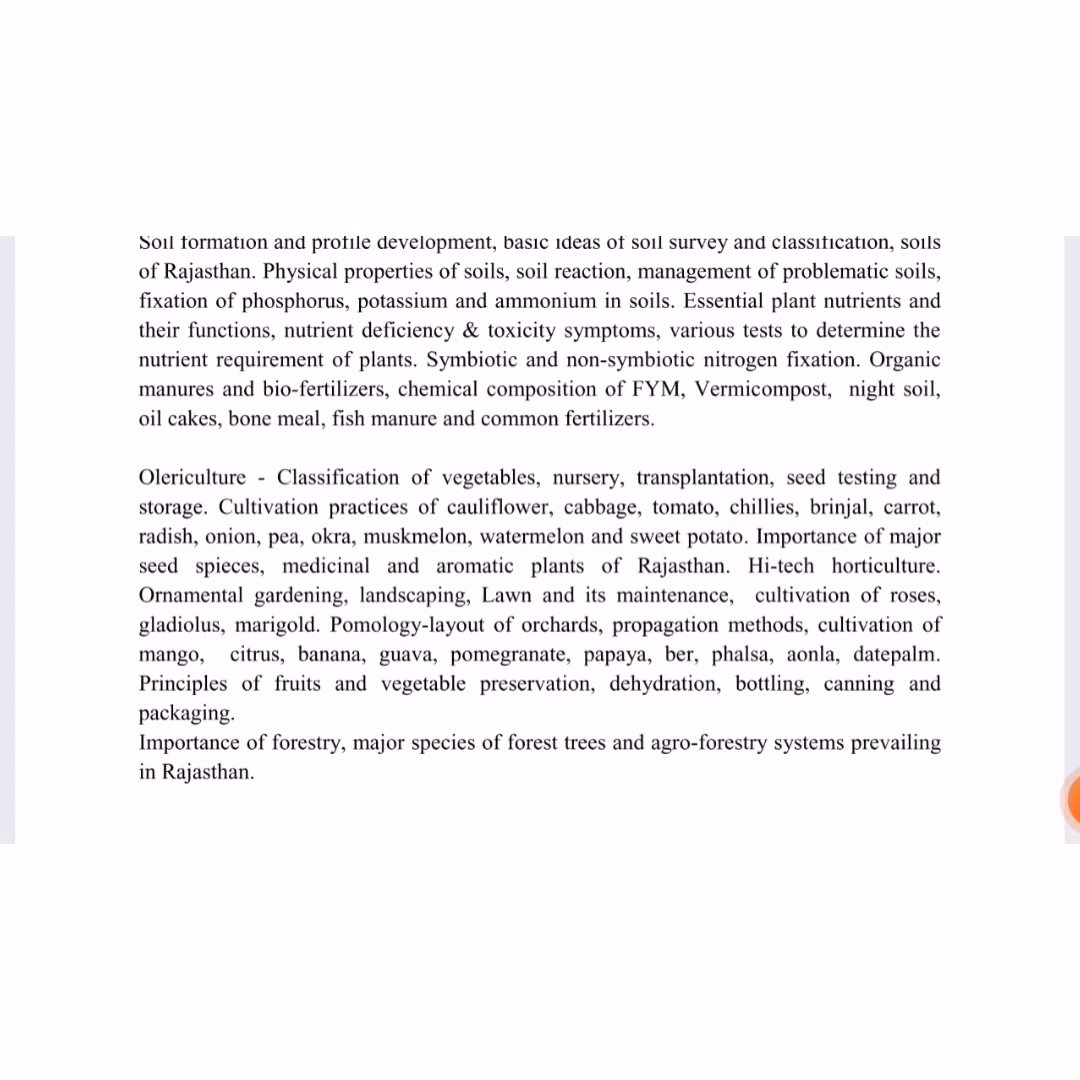 Soil formation and profile development, basic ideas of soil survey and classification, soils
of Rajasthan. Physical properties of soils, soil reaction, management of problematic soils,
fixation of phosphorus, potassium and ammonium in soils. Essential plant nutrients and
their functions, nutrient deficiency & toxicity symptoms, various tests to determine the
nutrient requirement of plants. Symbiotic and non-symbiotic nitrogen fixation. Organic
manures and bio-fertilizers, chemical composition of FYM, Vermicompost, night soil,
oil cakes, bone meal, fish manure and common fertilizers.
Olericulture - Classification of vegetables, nursery, transplantation, seed testing and
storage. Cultivation practices of cauliflower, cabbage, tomato, chillies, brinjal, carrot,
radish, onion, pea, okra, muskmelon, watermelon and sweet potato. Importance of major
seed spieces, medicinal and aromatic plants of Rajasthan. Hi-tech horticulture.
Ornamental gardening, landscaping, Lawn and its maintenance, cultivation of roses,
gladiolus, marigold. Pomology-layout of orchards, propagation methods, cultivation of
mango, citrus, banana, guava, pomegranate, papaya, ber, phalsa, aonla, datepalm.
Principles of fruits and vegetable preservation, dehydration, bottling, canning and
packaging.
Importance of forestry, major species of forest trees and agro-forestry systems prevailing
in Rajasthan.